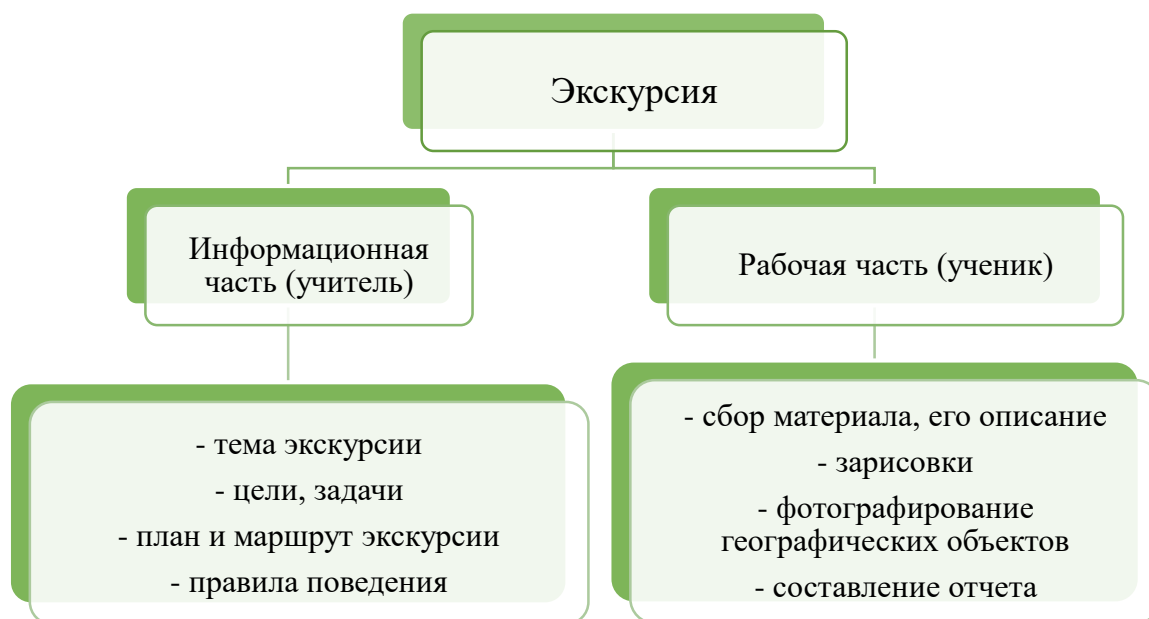 Экскурсия
Информационная
часть (учитель)
Рабочая часть (ученик)
- тема экскурсии
- цели, задачи
- план и маршрут экскурсии
- правила поведения
- сбор материала, его описание
- зарисовки
- фотографирование
географических объектов
- составление отчета